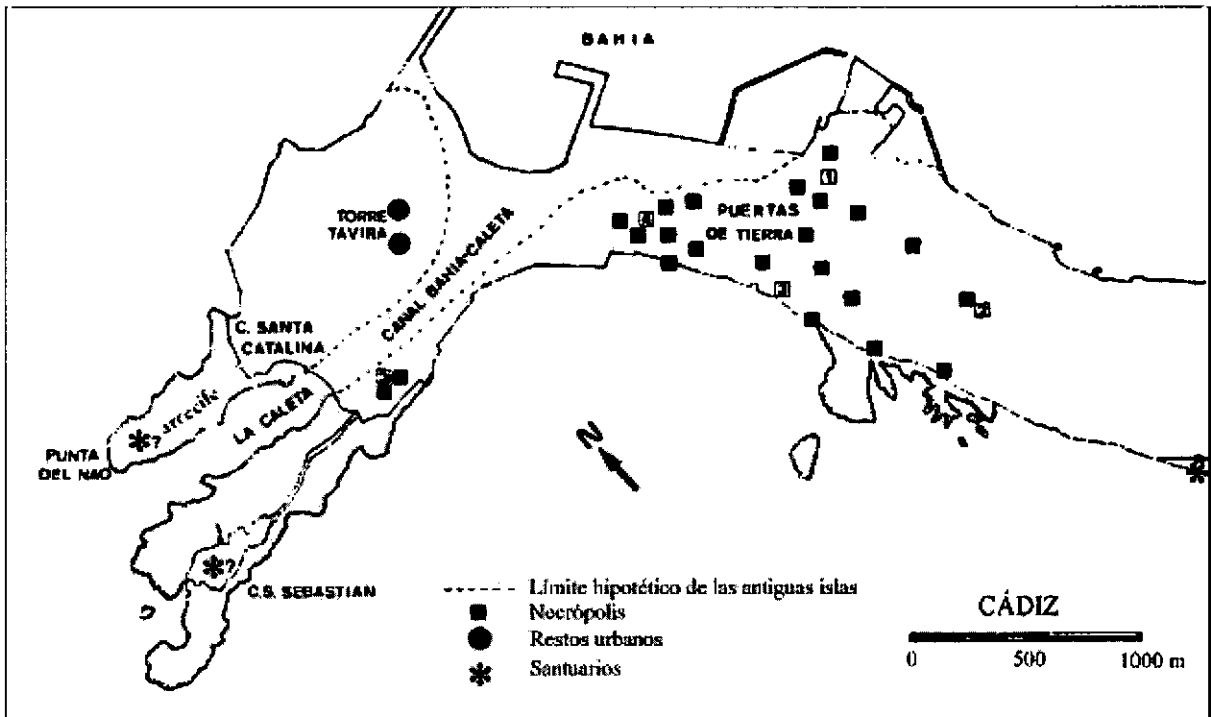 BAHIA
TORRE
TAVIRA
PUERTAS
DE TIERRA
CANAL BAHIA-CALETA
C. SANTA
CATALINA
arrecife
LA CALETA
?
PUNTA
DEL NAO
?
C.S. SEBASTIAN
N
Límite hipotético de las antiguas islas
Necrópolis
Restos urbanos
Santuarios
CÁDIZ
0 500 1000 m